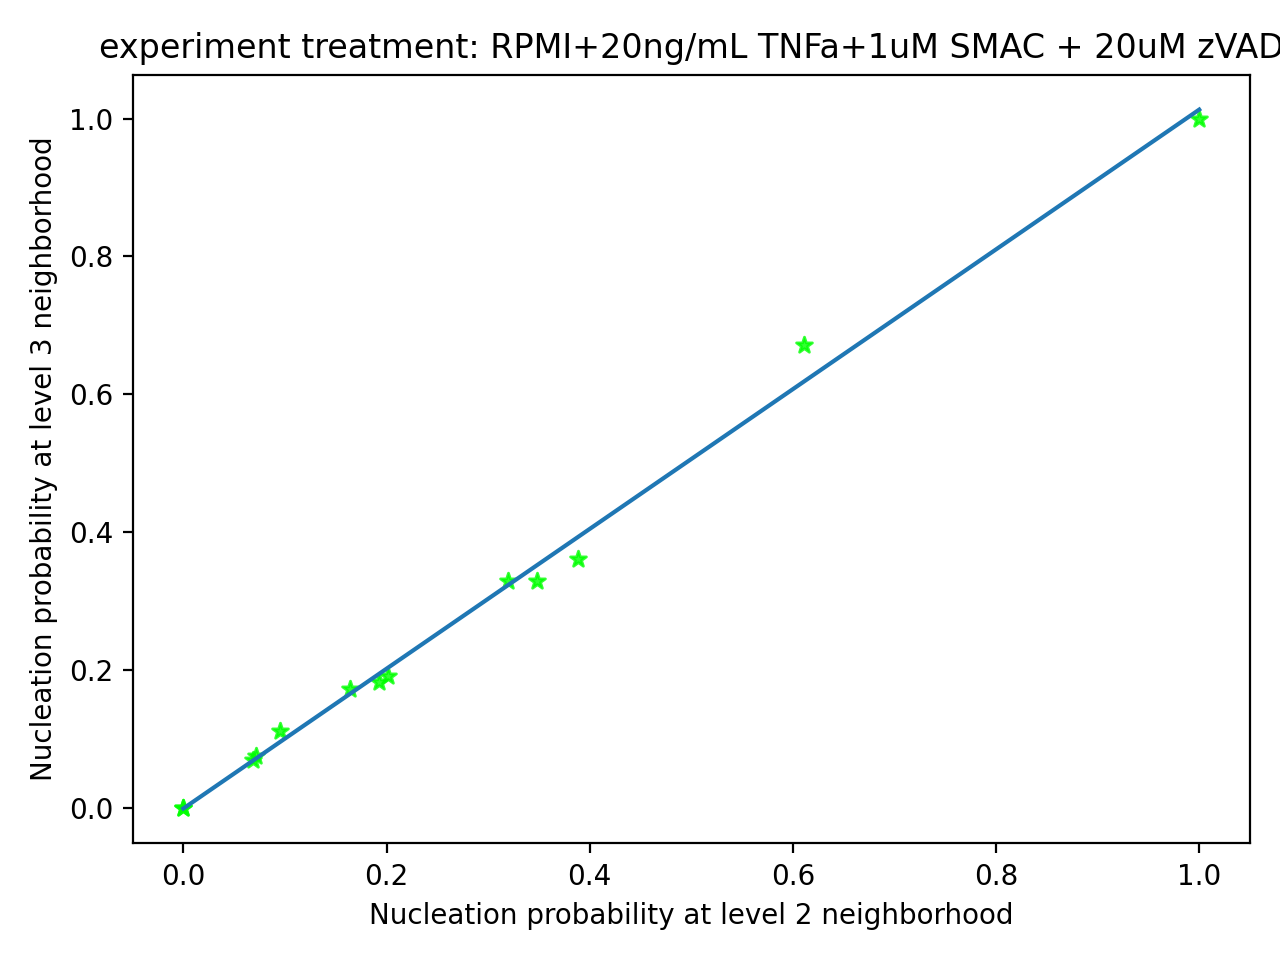 experiment treatment: RPMI+20ng/mL TNFa+1uM SMAC + 20uM zVAD
1.0
0.8
0.6
0.4
0.2
0.0
Nucleation probability at level 3 neighborhood
0.0 0.2 0.4 0.6 0.8 1.0
Nucleation probability at level 2 neighborhood